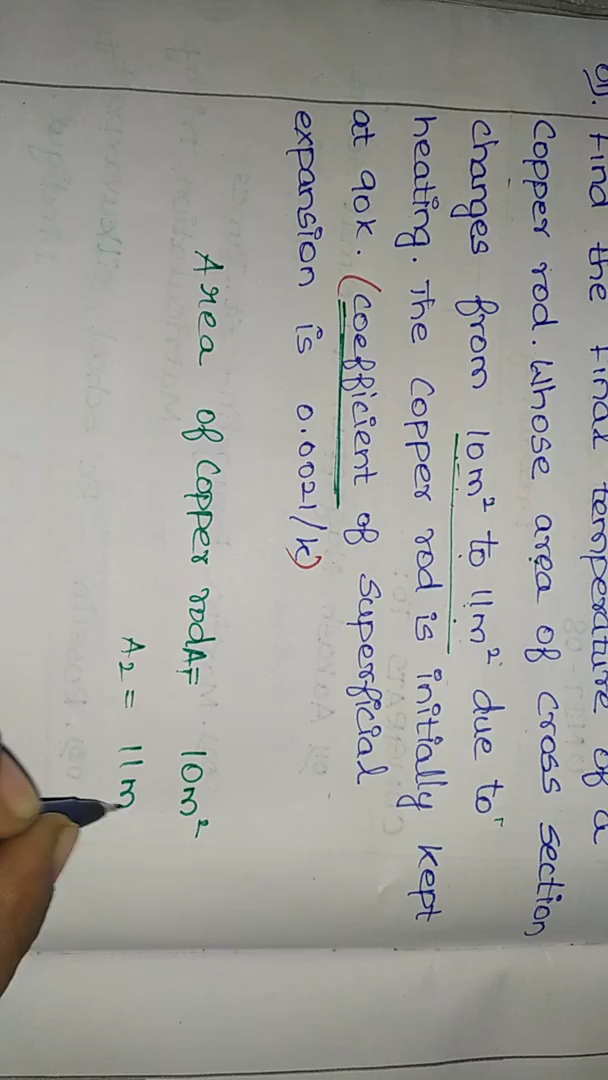 Q1). Find the final temperature of a
Copper rod. Whose area of cross section
changes from 10m² to 11m² due to
heating. The Copper rod is initially kept
at 90k. (Coefficient of superficial
expansion is 0.0021/k)
Area of Copper rod A₁= 10m²
A₂ = 11m